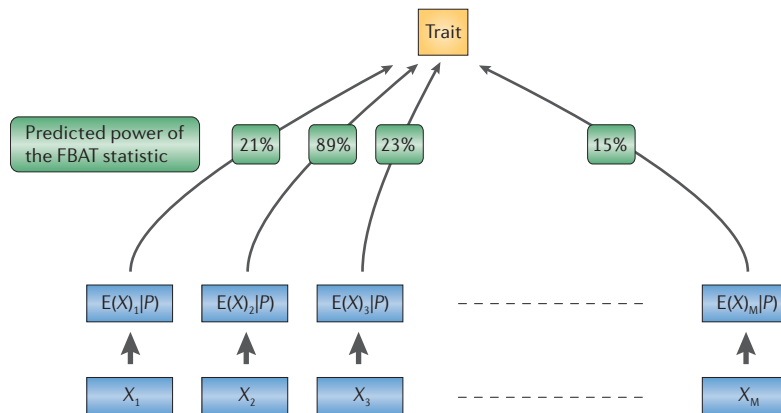 Trait
Predicted power of
the FBAT statistic
21%
89%
23%
15%
E(X)₁|P)
E(X)₂|P)
E(X)₃|P)
E(X)ₘ|P)
X₁
X₂
X₃
Xₘ